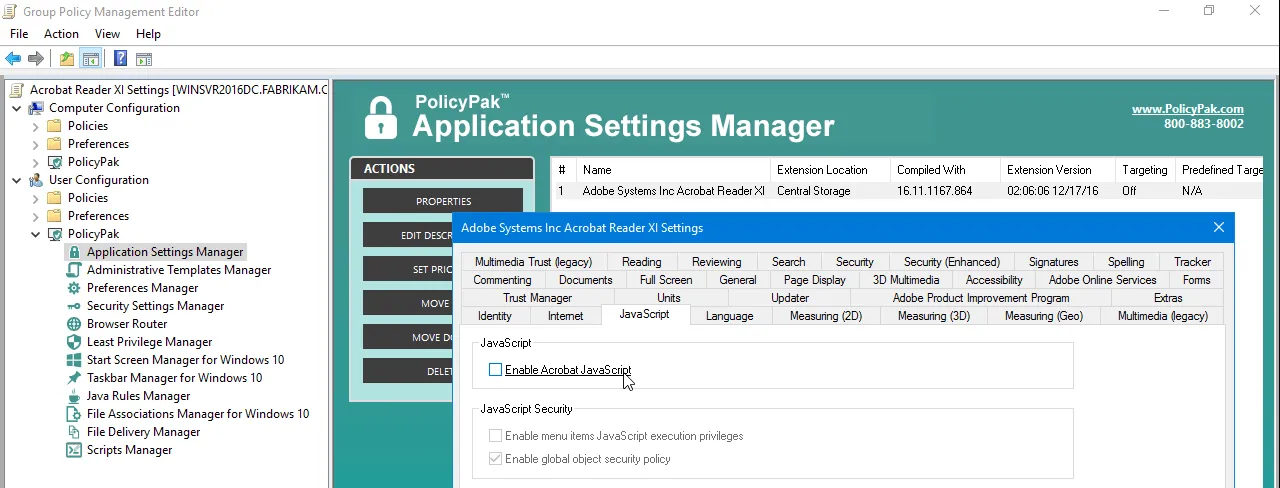 Group Policy Management Editor
File Action View Help
Acrobat Reader XI Settings [WINSVR2016DC.FABRIKAM.C
Computer Configuration
Policies
Preferences
PolicyPak
User Configuration
Policies
Preferences
PolicyPak
Application Settings Manager
Administrative Templates Manager
Preferences Manager
Security Settings Manager
Browser Router
Least Privilege Manager
Start Screen Manager for Windows 10
Taskbar Manager for Windows 10
Java Rules Manager
File Associations Manager for Windows 10
File Delivery Manager
Scripts Manager
PolicyPak™
Application Settings Manager
www.PolicyPak.com
800-883-8002
ACTIONS
PROPERTIES
EDIT DESCR
SET PRIO
MOVE
MOVE DO
DELET
# Name Extension Location Compiled With Extension Version Targeting Predefined Targe
1 Adobe Systems Inc Acrobat Reader XI Central Storage 16.11.1167.864 02:06:06 12/17/16 Off N/A
Adobe Systems Inc Acrobat Reader XI Settings
Multimedia Trust (legacy) Reading Reviewing Search Security Security (Enhanced) Signatures Spelling Tracker
Commenting Documents Full Screen General Page Display 3D Multimedia Accessibility Adobe Online Services Forms
Trust Manager Units Updater Adobe Product Improvement Program Extras
Identity Internet JavaScript Language Measuring (2D) Measuring (3D) Measuring (Geo) Multimedia (legacy)
JavaScript
Enable Acrobat JavaScript
JavaScript Security
Enable menu items JavaScript execution privileges
Enable global object security policy